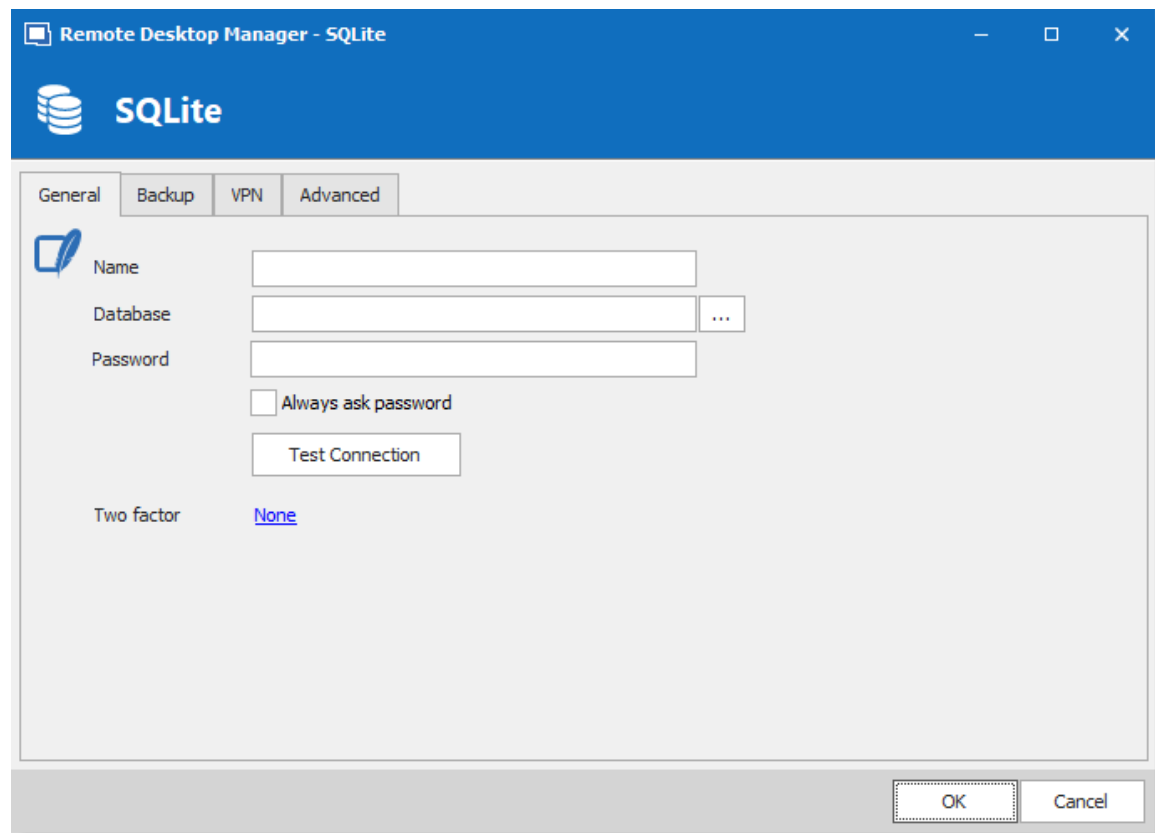 Remote Desktop Manager - SQLite
SQLite
General Backup VPN Advanced
Name
Database ...
Password
Always ask password
Test Connection
Two factor None
OK Cancel